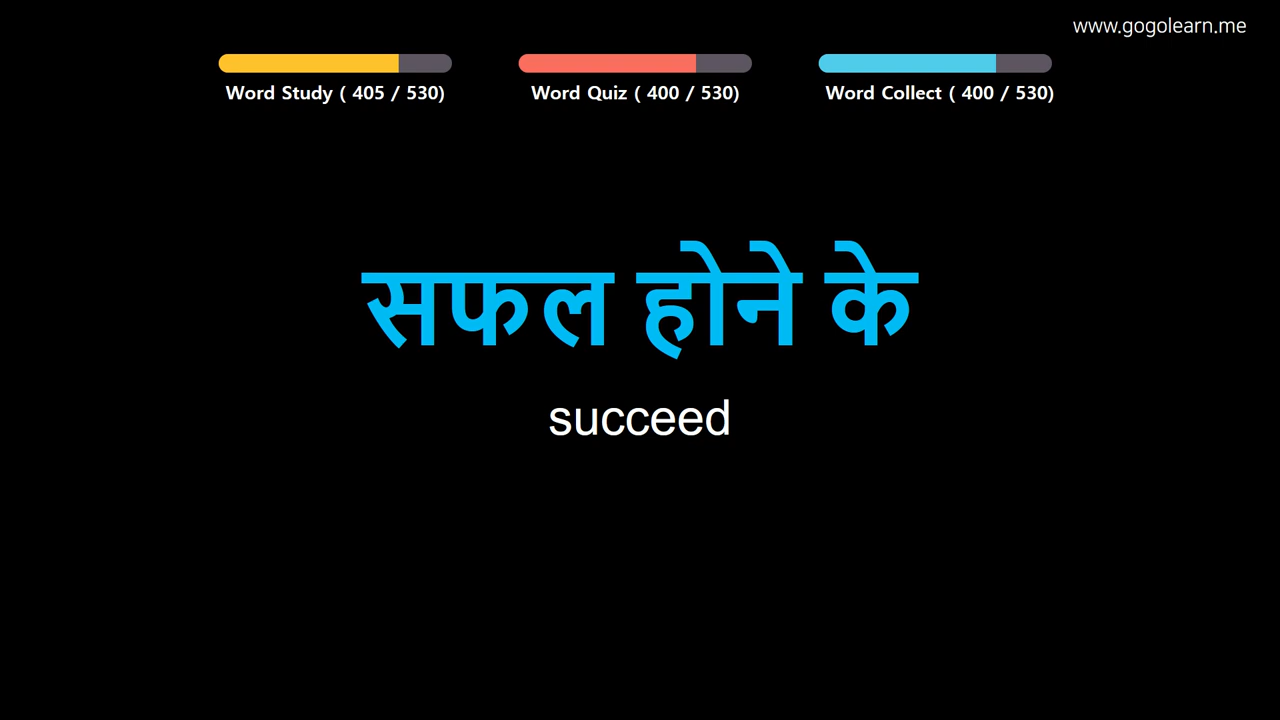 www.gogolearn.me
Word Study ( 405 / 530)
Word Quiz ( 400 / 530)
Word Collect ( 400 / 530)
सफल होने के
succeed